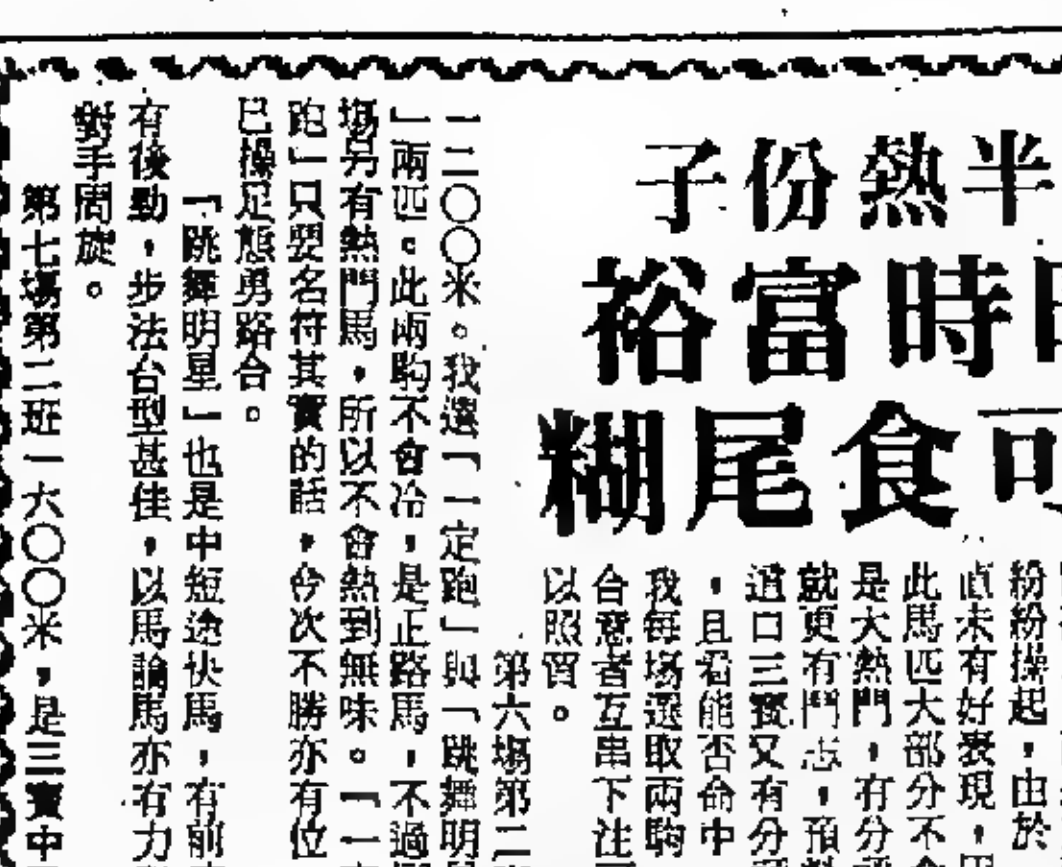 半熱份子
時富裕
可食尾糊
紛紛操起，由於
直未有好表現，
此馬匹大部分不
是大熱門，有分
就更有鬥志，預料
這口三寶又有分
，且看能否命中
我每場選取兩駒
合意者互串下注
以照買。
第六場第二
一二〇〇米。我選「一定跑」與「跳舞明
」兩匹。此兩駒不會冷，是正路馬，不過
場另有熱門馬，所以不會熱到無味。「一
跑」只要名符其實的話，今次不勝亦有位
已操足態勇路合。
「跳舞明星」也是中短途快馬，有前
有後勁，步法台型甚佳，以馬論馬亦有力
對手周旋。
第七場第二班一六〇〇米，是三寶中